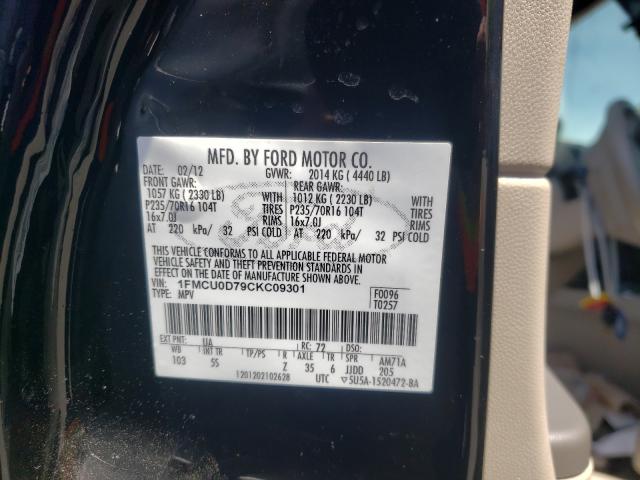 MFD. BY FORD MOTOR CO.
DATE: 02/12 GVWR: 2014 KG ( 4440 LB)
FRONT GAWR: REAR GAWR:
1057 KG ( 2330 LB) 1012 KG ( 2230 LB)
P235/70R16 104T WITH TIRES P235/70R16 104T WITH TIRES
16x7.0J RIMS 16x7.0J RIMS
AT 220 kPa/ 32 PSI COLD AT 220 kPa/ 32 PSI COLD
THIS VEHICLE CONFORMS TO ALL APPLICABLE FEDERAL MOTOR
VEHICLE SAFETY AND THEFT PREVENTION STANDARDS IN
EFFECT ON THE DATE OF MANUFACTURE SHOWN ABOVE.
VIN: 1FMCU0D79CKC09301
TYPE: MPV
F0096
T0257
EXT PNT: UA RC: 72
WB INT TR TP/PS R AXLE TR SPR AM71A
103 5S Z 35 6 JJDD 205
1201202102628 UTC ▽5U5A-1520472-BA
Ford